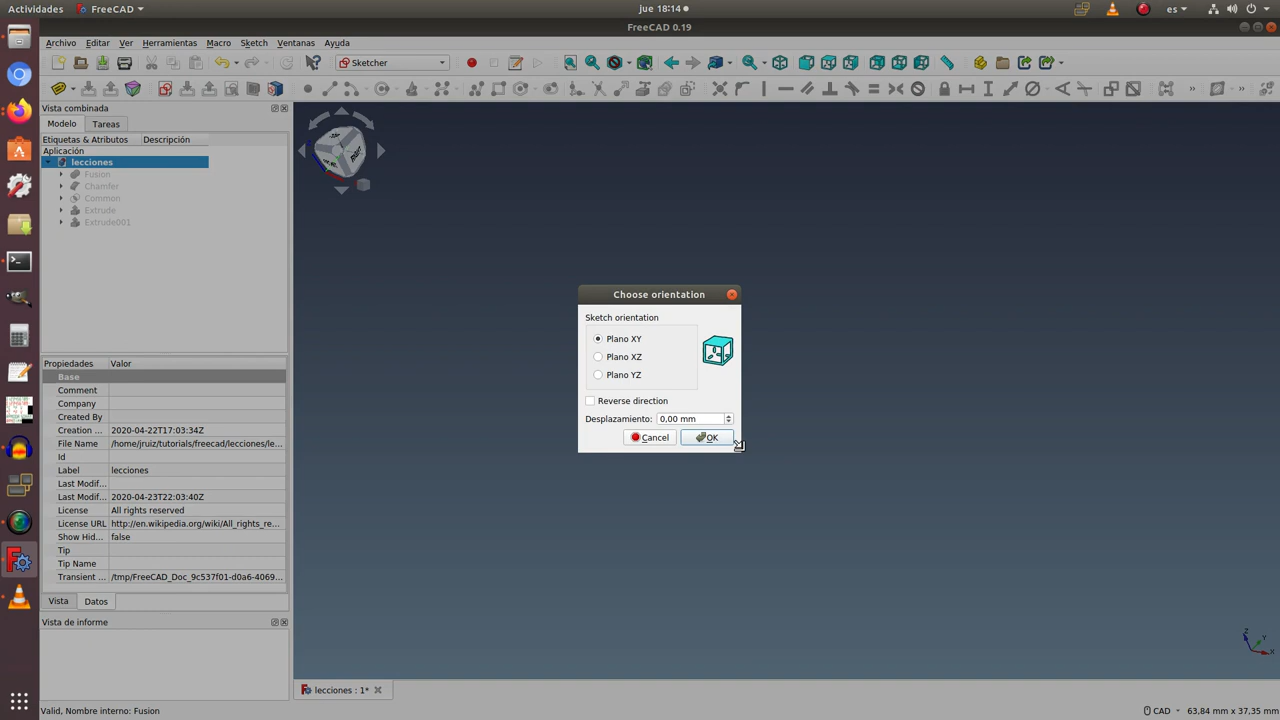 Actividades
FreeCAD
jue 18:14
es
FreeCAD 0.19
Archivo
Editar
Ver
Herramientas
Macro
Sketch
Ventanas
Ayuda
Sketcher
Vista combinada
Modelo
Tareas
Etiquetas & Atributos
Descripción
Aplicación
lecciones
Fusion
Chamfer
Common
Extrude
Extrude001
Choose orientation
Sketch orientation
Plano XY
Plano XZ
Plano YZ
Reverse direction
Desplazamiento: 0,00 mm
Cancel
OK
Propiedades
Valor
Base
Comment
Company
Created By
Creation ... 2020-04-22T17:03:34Z
File Name /home/jruiz/tutorials/freecad/lecciones/le...
Id
Label lecciones
Last Modif...
Last Modif... 2020-04-23T22:03:40Z
License All rights reserved
License URL http://en.wikipedia.org/wiki/All_rights_re...
Show Hid... false
Tip
Tip Name
Transient ... /tmp/FreeCAD_Doc_9c537f01-d0a6-4069...
Vista
Datos
Vista de informe
Z
Y
X
lecciones : 1*
Valid, Nombre interno: Fusion
CAD
63,84 mm x 37,35 mm